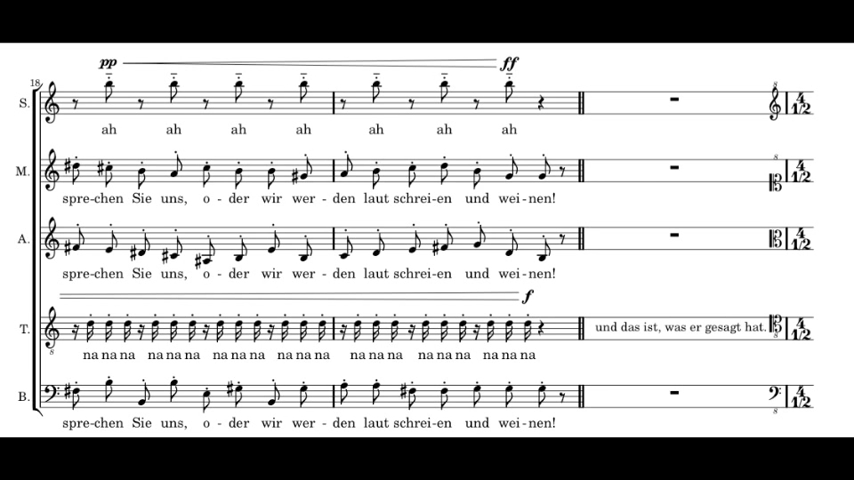 18
pp ff
S.
ah ah ah ah ah ah ah
M.
spre-chen Sie uns, o - der wir wer - den laut schrei-en und wei-nen!
A.
spre-chen Sie uns, o - der wir wer - den laut schrei-en und wei-nen!
f
T. und das ist, was er gesagt hat.
na na na na na na na na na na na na na na na na na na na na na
B.
spre-chen Sie uns, o - der wir wer - den laut schrei-en und wei-nen!